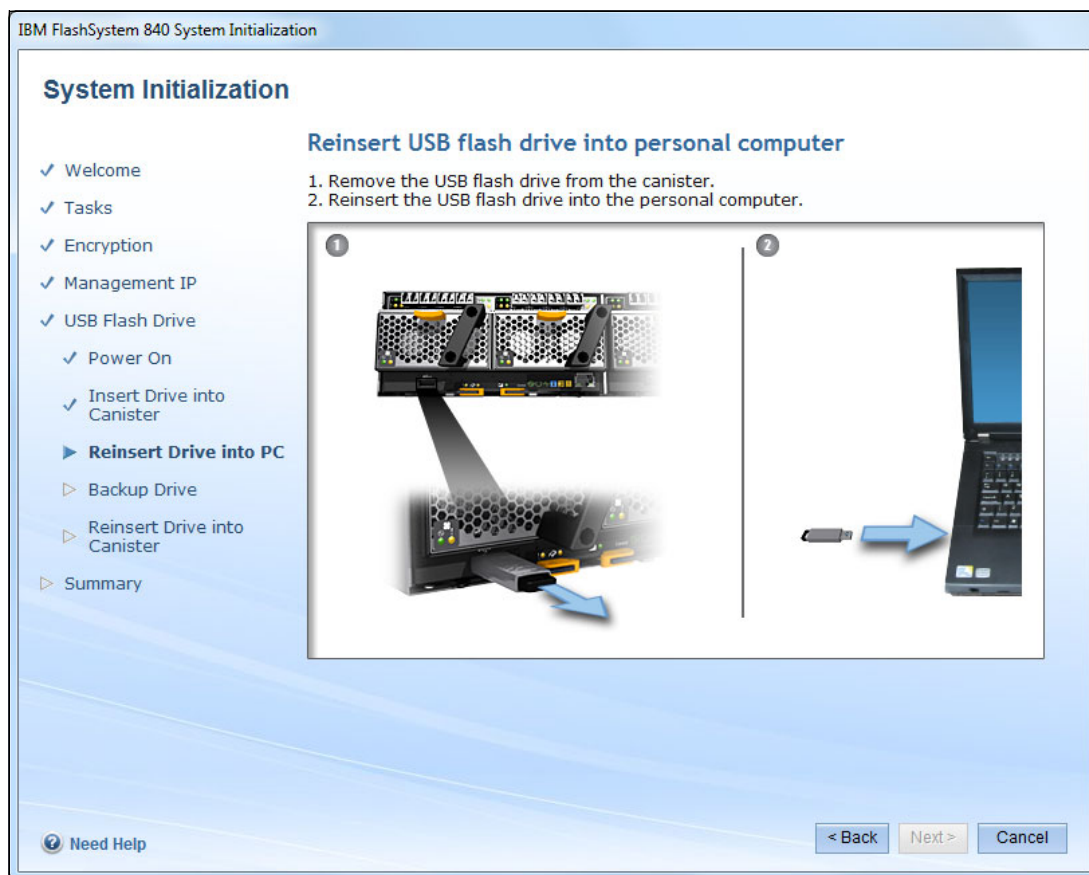 IBM FlashSystem 840 System Initialization
System Initialization
Welcome
Tasks
Encryption
Management IP
USB Flash Drive
Power On
Insert Drive into
Canister
Reinsert Drive into PC
Backup Drive
Reinsert Drive into
Canister
Summary
Reinsert USB flash drive into personal computer
1. Remove the USB flash drive from the canister.
2. Reinsert the USB flash drive into the personal computer.
1
2
Need Help
< Back
Next >
Cancel